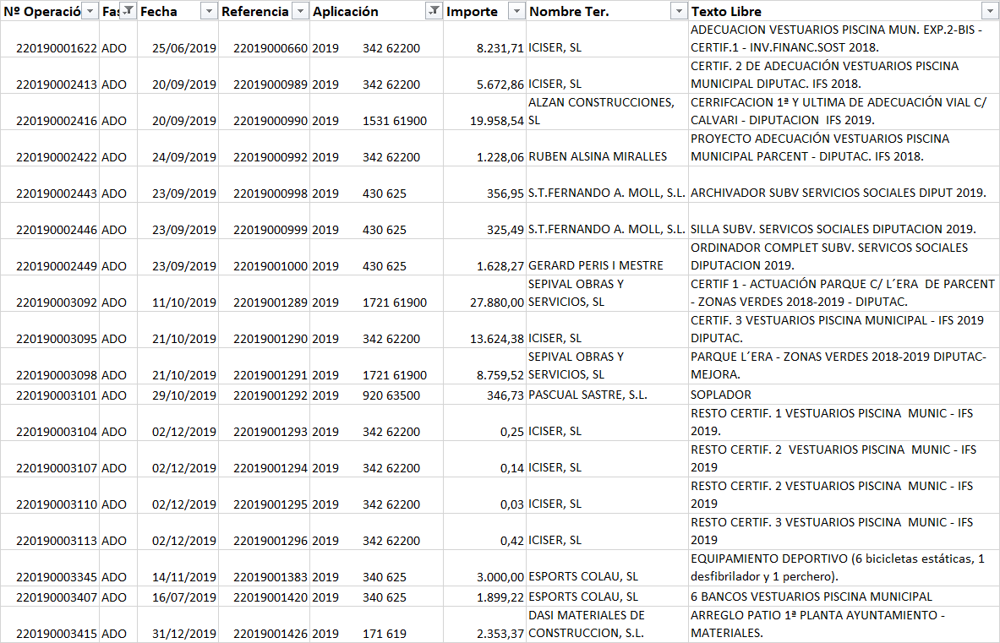 Nº Operació Fas Fecha Referencia Aplicación Importe Nombre Ter. Texto Libre
220190001622 ADO 25/06/2019 22019000660 2019 342 62200 8.231,71 ICISER, SL ADECUACION VESTUARIOS PISCINA MUN. EXP.2-BIS -
CERTIF.1 - INV.FINANC.SOST 2018.
220190002413 ADO 20/09/2019 22019000989 2019 342 62200 5.672,86 ICISER, SL CERTIF. 2 DE ADECUACIÓN VESTUARIOS PISCINA
MUNICIPAL DIPUTAC. IFS 2018.
220190002416 ADO 20/09/2019 22019000990 2019 1531 61900 19.958,54 ALZAN CONSTRUCCIONES, SL CERRIFCACION 1ª Y ULTIMA DE ADECUACIÓN VIAL C/
CALVARI - DIPUTACION IFS 2019.
220190002422 ADO 24/09/2019 22019000992 2019 342 62200 1.228,06 RUBEN ALSINA MIRALLES PROYECTO ADECUACIÓN VESTUARIOS PISCINA
MUNICIPAL PARCENT - DIPUTAC. IFS 2018.
220190002443 ADO 23/09/2019 22019000998 2019 430 625 356,95 S.T.FERNANDO A. MOLL, S.L. ARCHIVADOR SUBV SERVICIOS SOCIALES DIPUT 2019.
220190002446 ADO 23/09/2019 22019000999 2019 430 625 325,49 S.T.FERNANDO A. MOLL, S.L. SILLA SUBV. SERVICOS SOCIALES DIPUTACION 2019.
220190002449 ADO 23/09/2019 22019001000 2019 430 625 1.628,27 GERARD PERIS I MESTRE ORDINADOR COMPLET SUBV. SERVICOS SOCIALES
DIPUTACION 2019.
220190003092 ADO 11/10/2019 22019001289 2019 1721 61900 27.880,00 SEPIVAL OBRAS Y SERVICIOS, SL CERTIF 1 - ACTUACIÓN PARQUE C/ L´ERA DE PARCENT
- ZONAS VERDES 2018-2019 - DIPUTAC.
220190003095 ADO 21/10/2019 22019001290 2019 342 62200 13.624,38 ICISER, SL CERTIF. 3 VESTUARIOS PISCINA MUNICIPAL - IFS 2019
DIPUTAC.
220190003098 ADO 21/10/2019 22019001291 2019 1721 61900 8.759,52 SEPIVAL OBRAS Y SERVICIOS, SL PARQUE L´ERA - ZONAS VERDES 2018-2019 DIPUTAC-
MEJORA.
220190003101 ADO 29/10/2019 22019001292 2019 920 63500 346,73 PASCUAL SASTRE, S.L. SOPLADOR
220190003104 ADO 02/12/2019 22019001293 2019 342 62200 0,25 ICISER, SL RESTO CERTIF. 1 VESTUARIOS PISCINA MUNIC - IFS
2019.
220190003107 ADO 02/12/2019 22019001294 2019 342 62200 0,14 ICISER, SL RESTO CERTIF. 2 VESTUARIOS PISCINA MUNIC - IFS
2019
220190003110 ADO 02/12/2019 22019001295 2019 342 62200 0,03 ICISER, SL RESTO CERTIF. 2 VESTUARIOS PISCINA MUNIC - IFS
2019
220190003113 ADO 02/12/2019 22019001296 2019 342 62200 0,42 ICISER, SL RESTO CERTIF. 3 VESTUARIOS PISCINA MUNIC - IFS
2019
220190003345 ADO 14/11/2019 22019001383 2019 340 625 3.000,00 ESPORTS COLAU, SL EQUIPAMIENTO DEPORTIVO (6 bicicletas estáticas, 1
desfibrilador y 1 perchero).
220190003407 ADO 16/07/2019 22019001420 2019 340 625 1.899,22 ESPORTS COLAU, SL 6 BANCOS VESTUARIOS PISCINA MUNICIPAL
220190003415 ADO 31/12/2019 22019001426 2019 171 619 2.353,37 DASI MATERIALES DE CONSTRUCCION, S.L. ARREGLO PATIO 1ª PLANTA AYUNTAMIENTO -
MATERIALES.